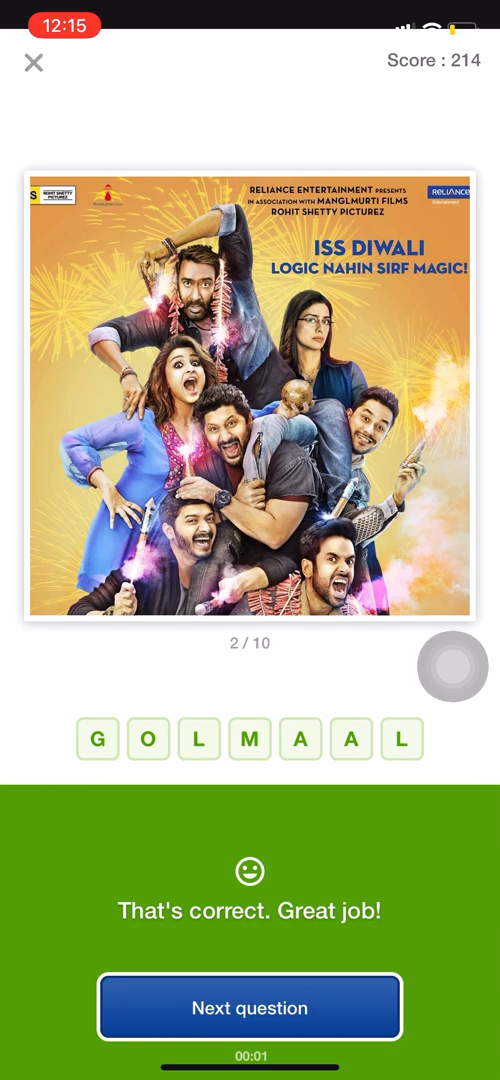 12:15
Score : 214
S ROHIT SHETTY
PICTUREZ
RELIANCE ENTERTAINMENT PRESENTS
IN ASSOCIATION WITH MANGLMURTI FILMS
ROHIT SHETTY PICTUREZ
RELIANCE
Entertainment
ISS DIWALI
LOGIC NAHIN SIRF MAGIC!
2 / 10
G O L M A A L
That's correct. Great job!
Next question
00:01